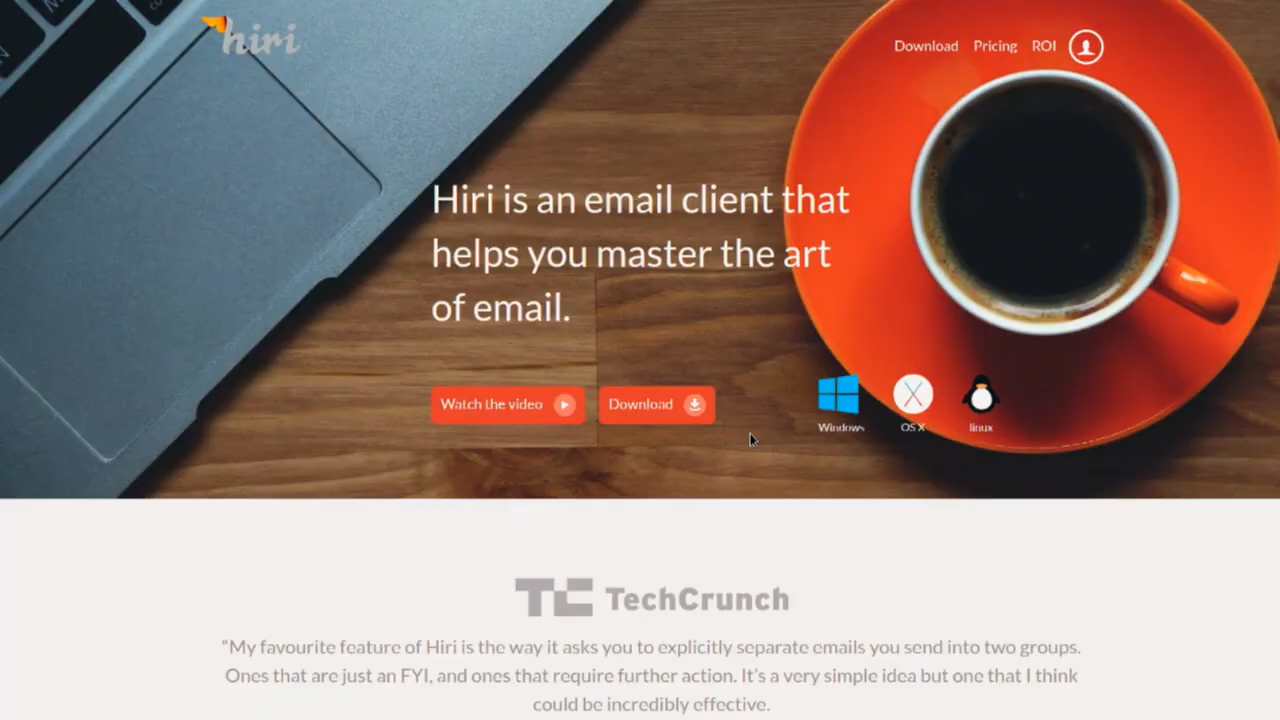 hiri
Download Pricing ROI
Hiri is an email client that
helps you master the art
of email.
Watch the video Download
Windows OS X linux
TC TechCrunch
“My favourite feature of Hiri is the way it asks you to explicitly separate emails you send into two groups.
Ones that are just an FYI, and ones that require further action. It's a very simple idea but one that I think
could be incredibly effective.